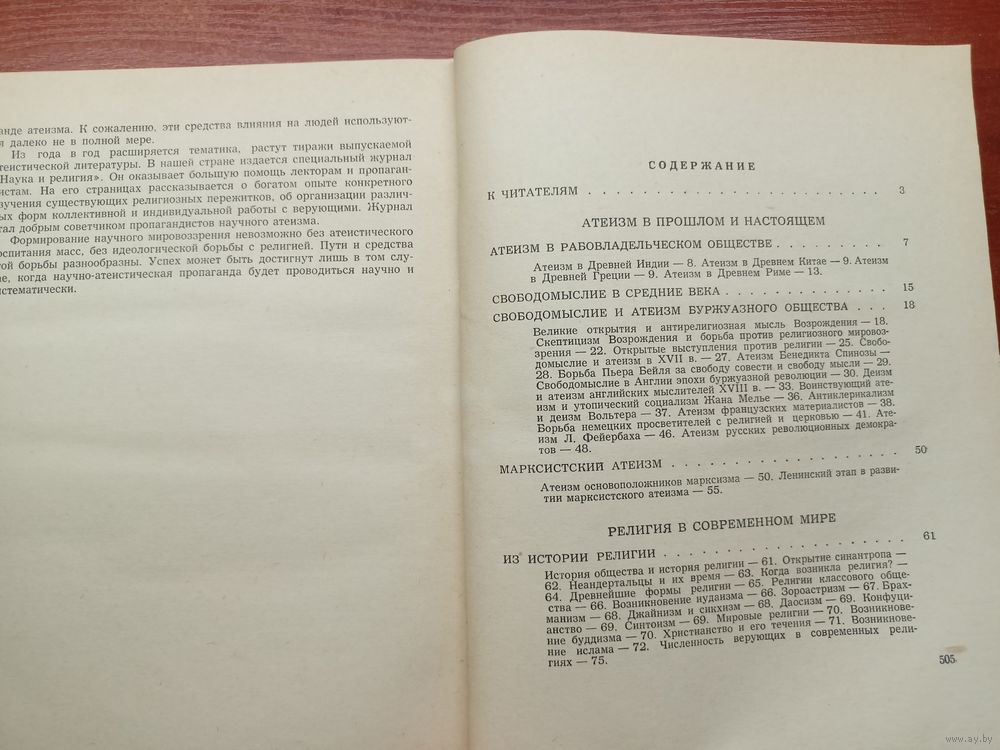 анде атеизма. К сожалению, эти средства влияния на людей используют-
я далеко не в полной мере.
Из года в год расширяется тематика, растут тиражи выпускаемой
теистической литературы. В нашей стране издается специальный журнал
Наука и религия». Он оказывает большую помощь лекторам и пропаган-
истам. На его страницах рассказывается о богатом опыте конкретного
зучения существующих религиозных пережитков, об организации различ-
ых форм коллективной и индивидуальной работы с верующими. Журнал
тал добрым советчиком пропагандистов научного атеизма.
Формирование научного мировоззрения невозможно без атеистического
оспитания масс, без идеологической борьбы с религией. Пути и средства
той борьбы разнообразны. Успех может быть достигнут лишь в том слу-
ае, когда научно-атеистическая пропаганда будет проводиться научно и
истематически.
СОДЕРЖАНИЕ
К ЧИТАТЕЛЯМ . . . . . . . . . . . . . . . . . . . . . . 3
АТЕИЗМ В ПРОШЛОМ И НАСТОЯЩЕМ
АТЕИЗМ В РАБОВЛАДЕЛЬЧЕСКОМ ОБЩЕСТВЕ . . . . . . . . . 7
Атеизм в Древней Индии — 8. Атеизм в Древнем Китае — 9. Атеизм
в Древней Греции — 9. Атеизм в Древнем Риме — 13.
СВОБОДОМЫСЛИЕ В СРЕДНИЕ ВЕКА . . . . . . . . . . . . . 15
СВОБОДОМЫСЛИЕ И АТЕИЗМ БУРЖУАЗНОГО ОБЩЕСТВА . . . 18
Великие открытия и антирелигиозная мысль Возрождения — 18.
Скептицизм Возрождения и борьба против религиозного мировоз-
зрения — 22. Открытые выступления против религии — 25. Свобо-
домыслие и атеизм в XVII в. — 27. Атеизм Бенедикта Спинозы —
28. Борьба Пьера Бейля за свободу совести и свободу мысли — 29.
Свободомыслие в Англии эпохи буржуазной революции — 30. Деизм
и атеизм английских мыслителей XVIII в. — 33. Воинствующий ате-
изм и утопический социализм Жана Мелье — 36. Антиклерикализм
и деизм Вольтера — 37. Атеизм французских материалистов — 38.
Борьба немецких просветителей с религией и церковью — 41. Ате-
изм Л. Фейербаха — 46. Атеизм русских революционных демокра-
тов — 48.
МАРКСИСТСКИЙ АТЕИЗМ . . . . . . . . . . . . . . . . . . 50
Атеизм основоположников марксизма — 50. Ленинский этап в разви-
тии марксистского атеизма — 55.
РЕЛИГИЯ В СОВРЕМЕННОМ МИРЕ
ИЗ ИСТОРИИ РЕЛИГИИ . . . . . . . . . . . . . . . . . . . 61
История общества и история религии — 61. Открытие синантропа —
62. Неандертальцы и их время — 63. Когда возникла религия? —
64. Древнейшие формы религии — 65. Религии классового обще-
ства — 66. Возникновение иудаизма — 66. Зороастризм — 67. Брах-
манизм — 68. Джайнизм и сикхизм — 68. Даосизм — 69. Конфуци-
анство — 69. Синтоизм — 69. Мировые религии — 70. Возникнове-
ние буддизма — 70. Христианство и его течения — 71. Возникнове-
ние ислама — 72. Численность верующих в современных рели-
гиях — 75.
505
www.ay.by